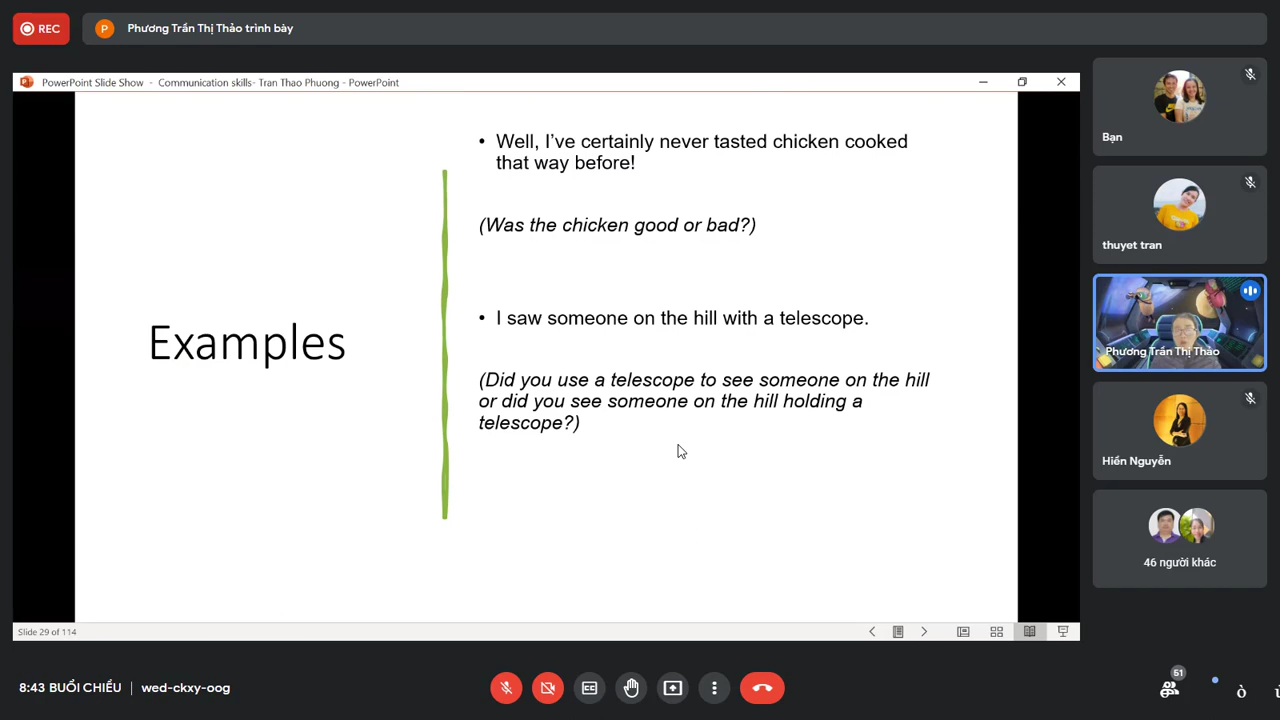 REC
P
Phương Trần Thị Thảo trình bày
PowerPoint Slide Show - Communication skills- Tran Thao Phuong - PowerPoint
Examples
• Well, I've certainly never tasted chicken cooked
that way before!
(Was the chicken good or bad?)
• I saw someone on the hill with a telescope.
(Did you use a telescope to see someone on the hill
or did you see someone on the hill holding a
telescope?)
Slide 29 of 114
Bạn
thuyet tran
Phương Trần Thị Thảo
Hiền Nguyễn
46 người khác
8:43 BUỔI CHIỀU
wed-ckxy-oog
CC
51